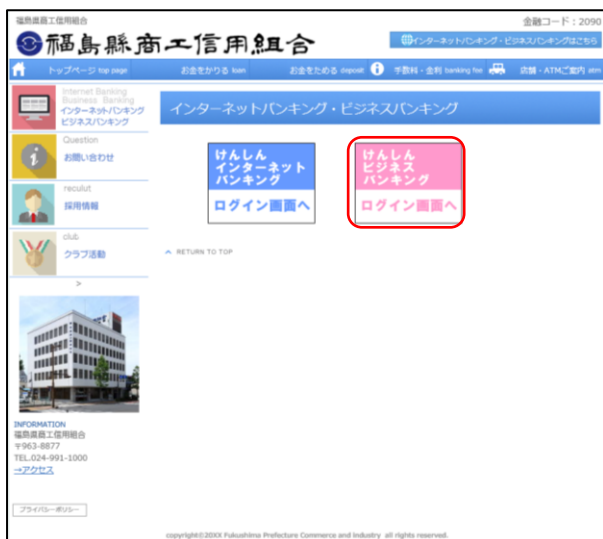 福島県商工信用組合
金融コード：2090
福島縣商工信用組合
インターネットバンキング・ビジネスバンキングはこちら
トップページ top page
お金をかりる loan
お金をためる deposit
手数料・金利 banking fee
店舗・ATMご案内 atm
Internet Banking
Business Banking
インターネットバンキング
ビジネスバンキング
Question
お問い合わせ
reculut
採用情報
club
クラブ活動
>
インターネットバンキング・ビジネスバンキング
けんしん
インターネット
バンキング
ログイン画面へ
けんしん
ビジネス
バンキング
ログイン画面へ
RETURN TO TOP
INFORMATION
福島県商工信用組合
〒963-8877
TEL.024-991-1000
→アクセス
プライバシーポリシー
copyright©20XX Fukushima Prefecture Commerce and Industry all rights reserved.